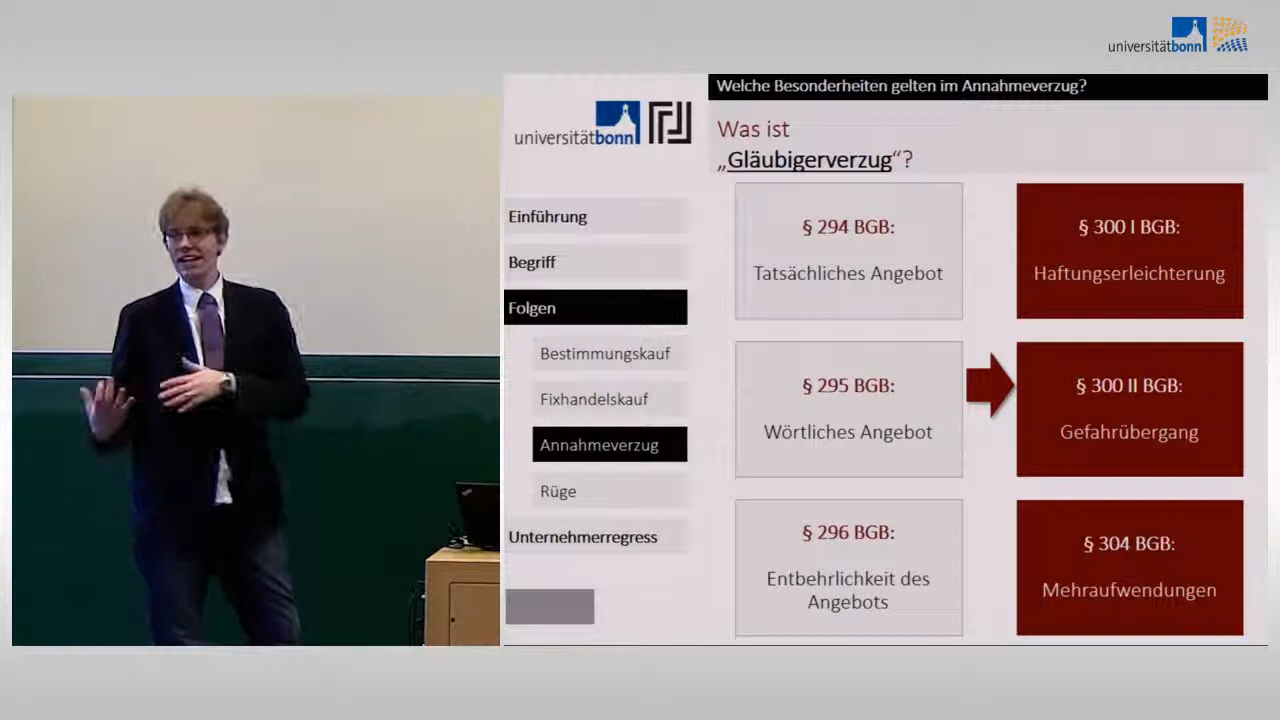 universitätbonn
Welche Besonderheiten gelten im Annahmeverzug?
universitätbonn
Was ist
„Gläubigerverzug“?
Einführung
Begriff
Folgen
Bestimmungskauf
Fixhandelskauf
Annahmeverzug
Rüge
Unternehmerregress
§ 294 BGB:
Tatsächliches Angebot
§ 300 I BGB:
Haftungserleichterung
§ 295 BGB:
Wörtliches Angebot
§ 300 II BGB:
Gefahrübergang
§ 296 BGB:
Entbehrlichkeit des
Angebots
§ 304 BGB:
Mehraufwendungen